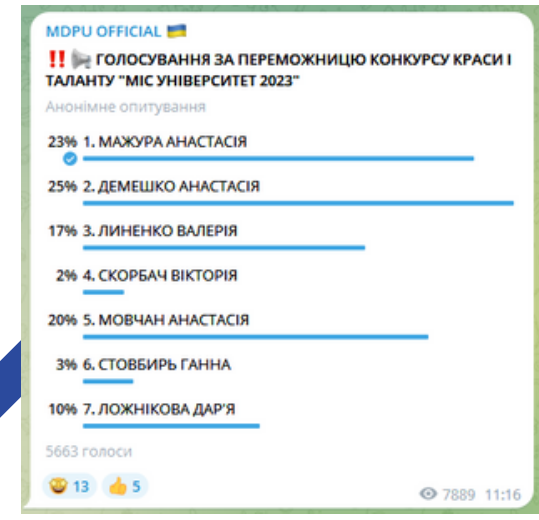 MDPU OFFICIAL 🇺🇦
‼️ 📢 ГОЛОСУВАННЯ ЗА ПЕРЕМОЖНИЦЮ КОНКУРСУ КРАСИ І
ТАЛАНТУ "МІС УНІВЕРСИТЕТ 2023"
Анонімне опитування
23% 1. МАЖУРА АНАСТАСІЯ
25% 2. ДЕМЕШКО АНАСТАСІЯ
17% 3. ЛИНЕНКО ВАЛЕРІЯ
2% 4. СКОРБАЧ ВІКТОРІЯ
20% 5. МОВЧАН АНАСТАСІЯ
3% 6. СТОВБИРЬ ГАННА
10% 7. ЛОЖНІКОВА ДАР'Я
5663 голоси
13 5
7889 11:16